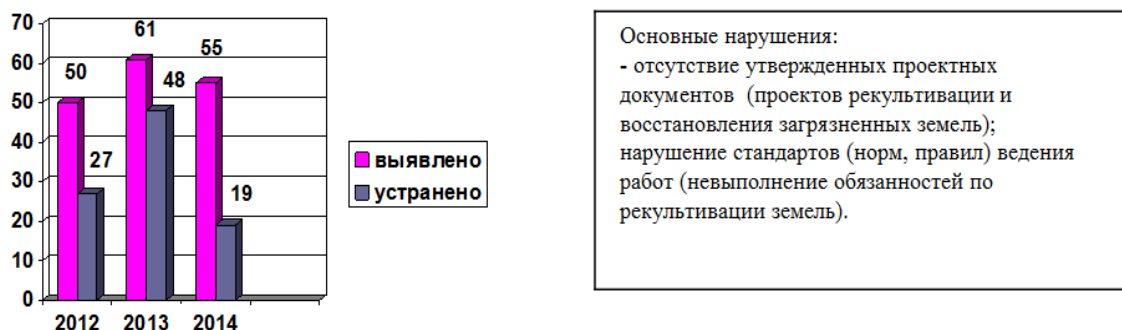 70
60
50
40
30
20
10
0
50
27
61
48
55
19
2012 2013 2014
выявлено
устранено
Основные нарушения:
- отсутствие утвержденных проектных
документов (проектов рекультивации и
восстановления загрязненных земель);
нарушение стандартов (норм, правил) ведения
работ (невыполнение обязанностей по
рекультивации земель).